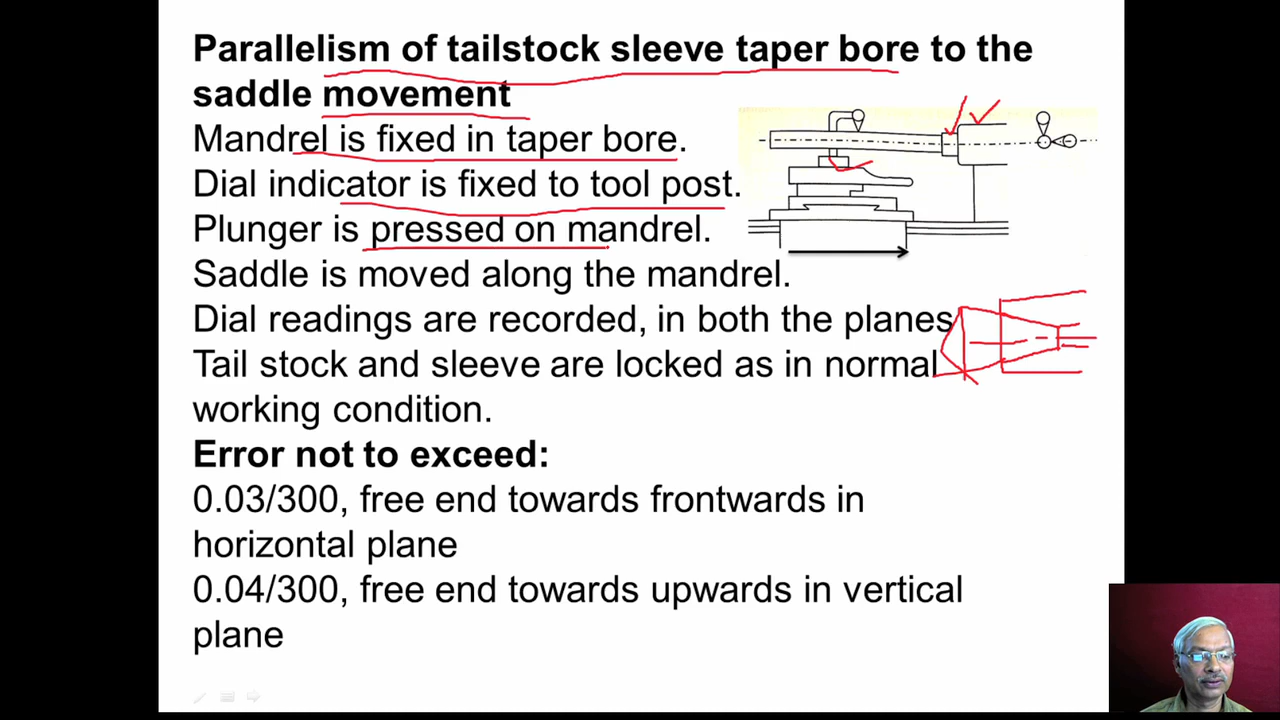 Parallelism of tailstock sleeve taper bore to the
saddle movement
Mandrel is fixed in taper bore.
Dial indicator is fixed to tool post.
Plunger is pressed on mandrel.
Saddle is moved along the mandrel.
Dial readings are recorded, in both the planes
Tail stock and sleeve are locked as in normal
working condition.
Error not to exceed:
0.03/300, free end towards frontwards in
horizontal plane
0.04/300, free end towards upwards in vertical
plane